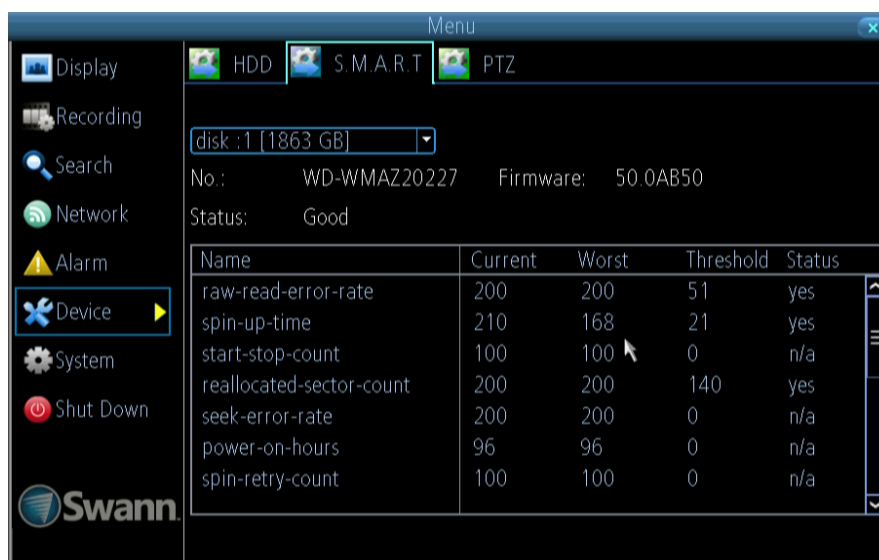 Menu
Display
Recording
Search
Network
Alarm
Device
System
Shut Down
Swann
HDD S.M.A.R.T PTZ
disk :1 [1863 GB]
No.: WD-WMAZ20227 Firmware: 50.0AB50
Status: Good
Name Current Worst Threshold Status
raw-read-error-rate 200 200 51 yes
spin-up-time 210 168 21 yes
start-stop-count 100 100 0 n/a
reallocated-sector-count 200 200 140 yes
seek-error-rate 200 200 0 n/a
power-on-hours 96 96 0 n/a
spin-retry-count 100 100 0 n/a